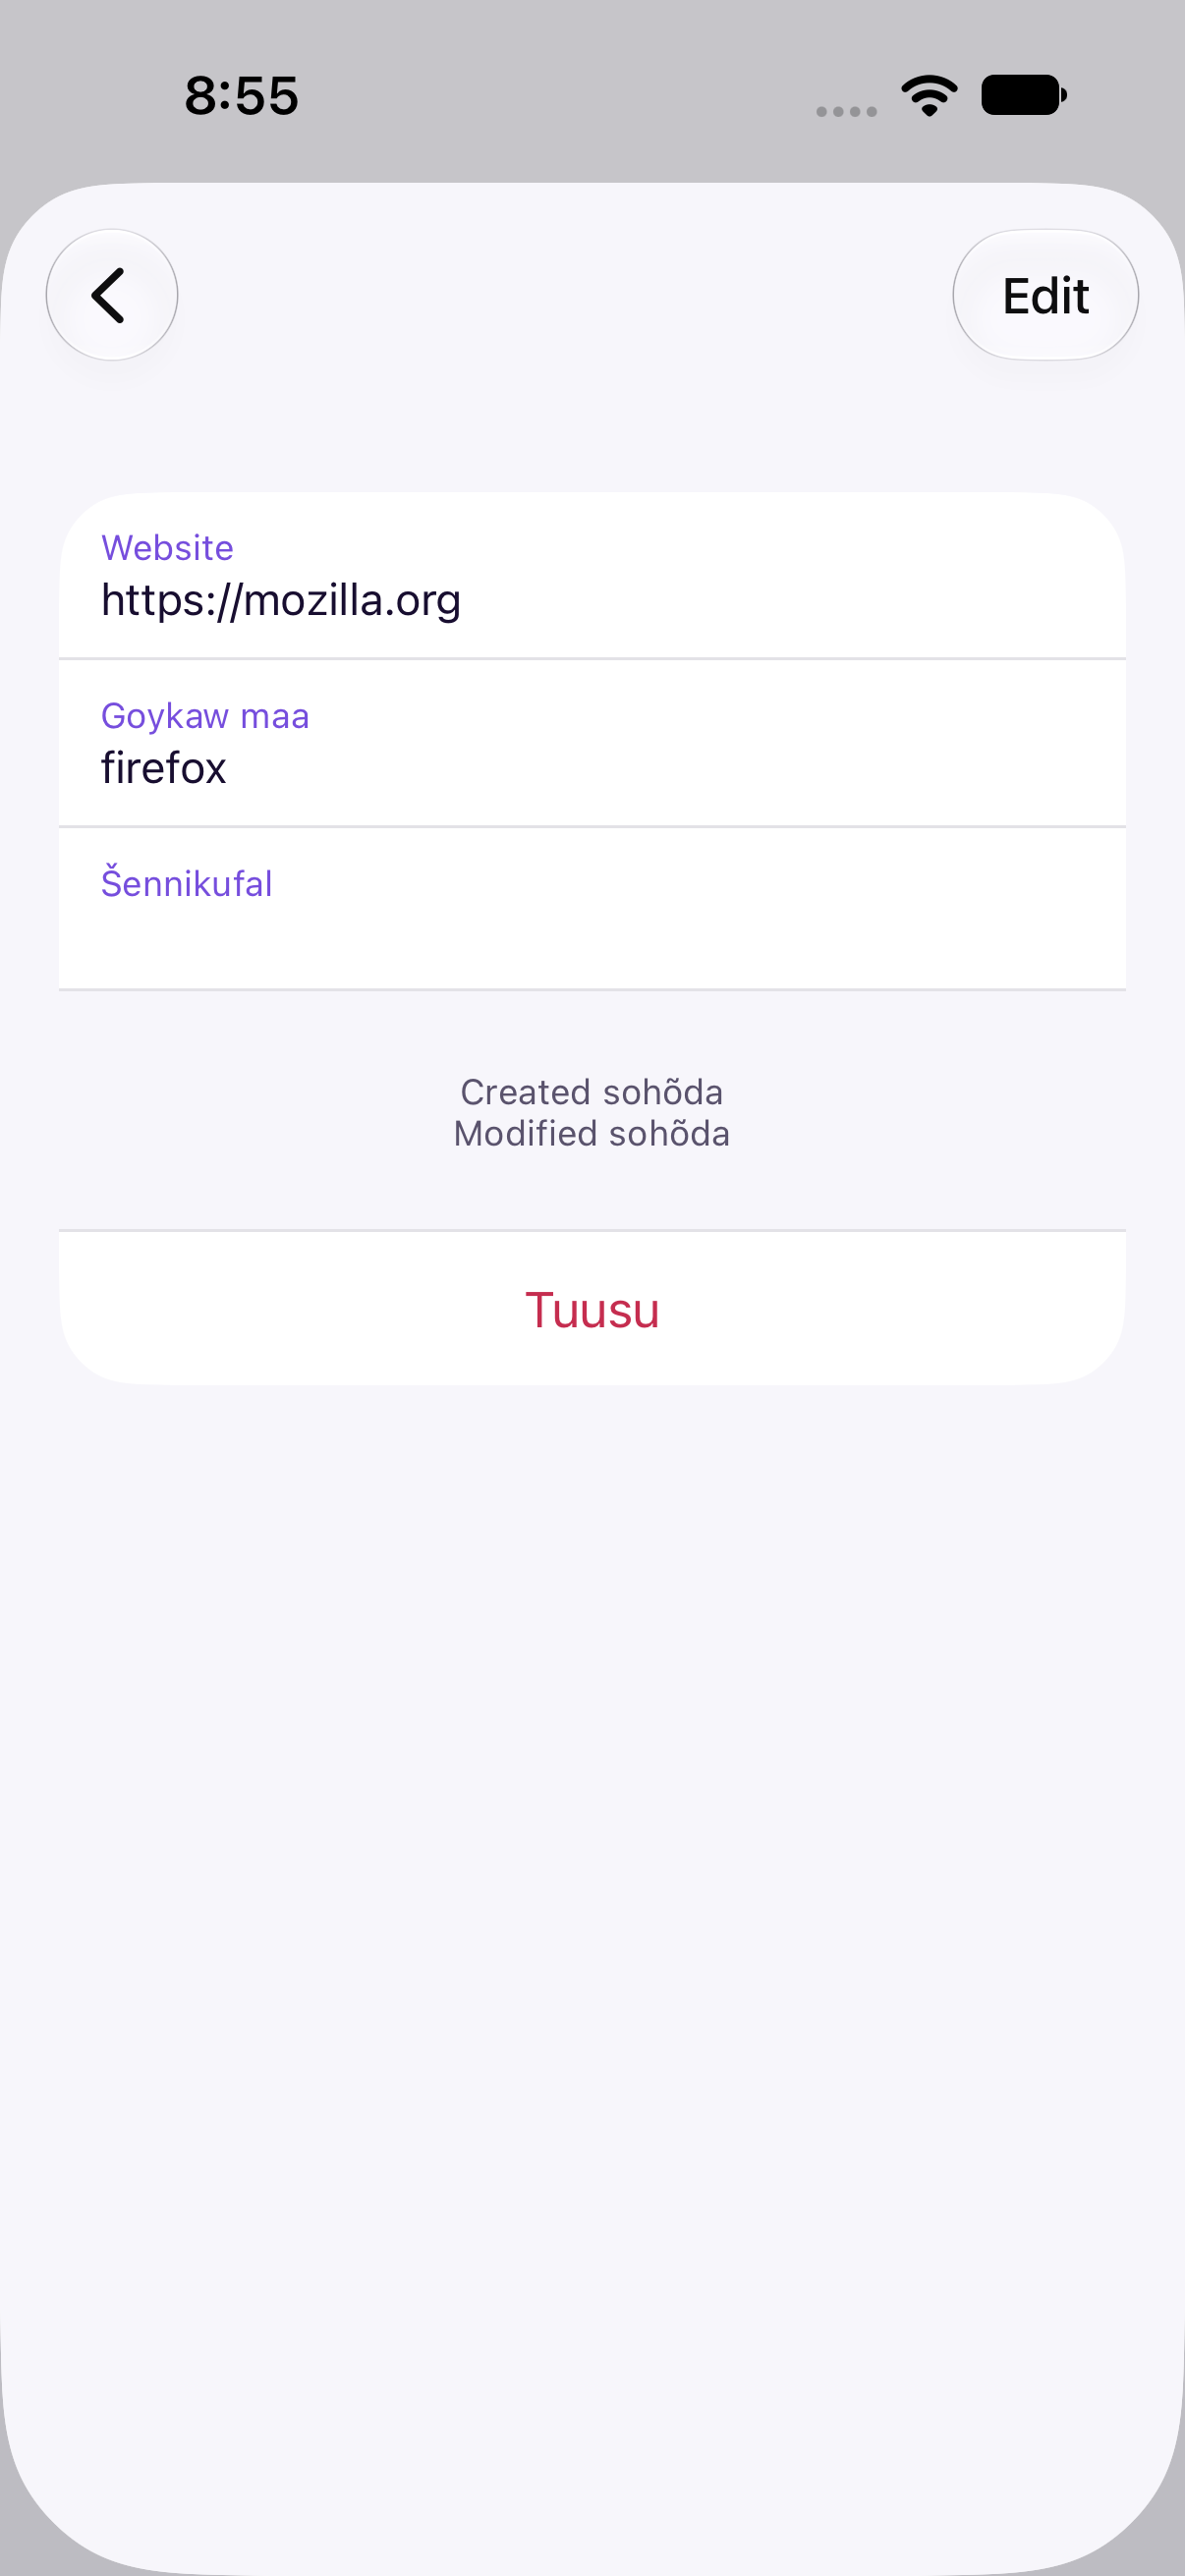 8:55
Edit
Website
https://mozilla.org
Goykaw maa
firefox
Šennikufal
Created sohõda
Modified sohõda
Tuusu